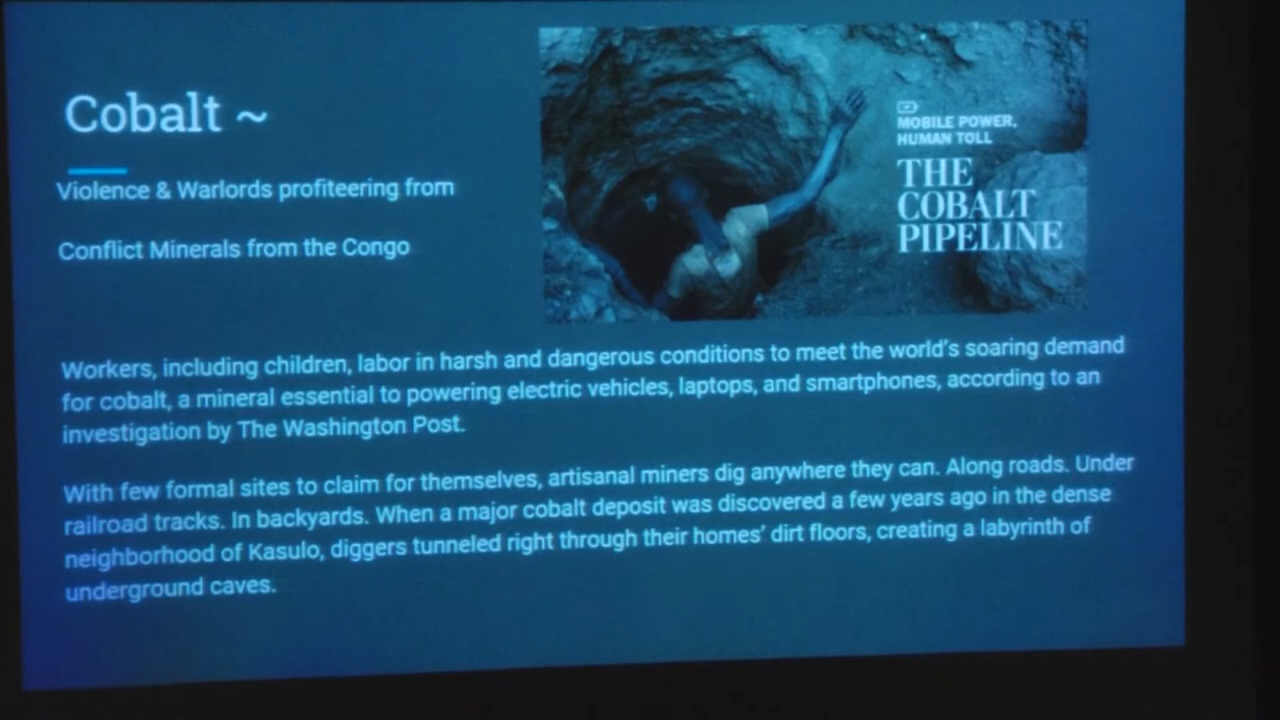 Cobalt ~
Violence & Warlords profiteering from
Conflict Minerals from the Congo
MOBILE POWER,
HUMAN TOLL
THE
COBALT
PIPELINE
Workers, including children, labor in harsh and dangerous conditions to meet the world's soaring demand
for cobalt, a mineral essential to powering electric vehicles, laptops, and smartphones, according to an
investigation by The Washington Post.
With few formal sites to claim for themselves, artisanal miners dig anywhere they can. Along roads. Under
railroad tracks. In backyards. When a major cobalt deposit was discovered a few years ago in the dense
neighborhood of Kasulo, diggers tunneled right through their homes' dirt floors, creating a labyrinth of
underground caves.